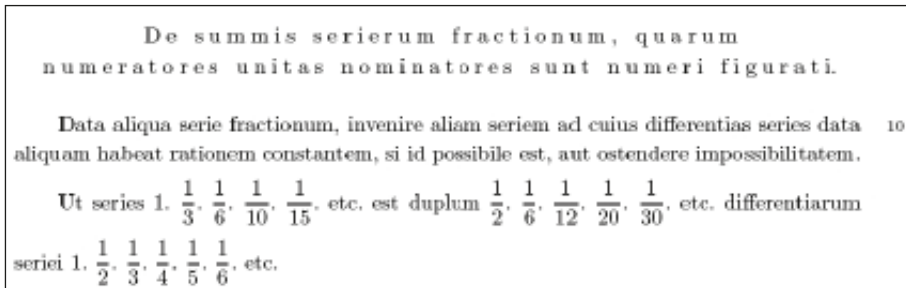 De summis serierum fractionum, quarum
numeratores unitas nominatores sunt numeri figurati.
Data aliqua serie fractionum, invenire aliam seriem ad cuius differentias series data 10
aliquam habeat rationem constantem, si id possibile est, aut ostendere impossibilitatem.
Ut series 1. 1/3. 1/6. 1/10. 1/15. etc. est duplum 1/2. 1/6. 1/12. 1/20. 1/30. etc. differentiarum
seriei 1. 1/2. 1/3. 1/4. 1/5. 1/6. etc.